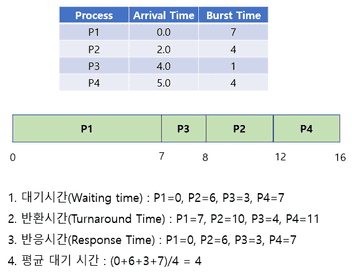 Process Arrival Time Burst Time
P1 0.0 7
P2 2.0 4
P3 4.0 1
P4 5.0 4
P1 P3 P2 P4
0 7 8 12 16
1. 대기시간(Waiting time) : P1=0, P2=6, P3=3, P4=7
2. 반환시간(Turnaround Time) : P1=7, P2=10, P3=4, P4=11
3. 반응시간(Response Time) : P1=0, P2=6, P3=3, P4=7
4. 평균 대기 시간 : (0+6+3+7)/4 = 4